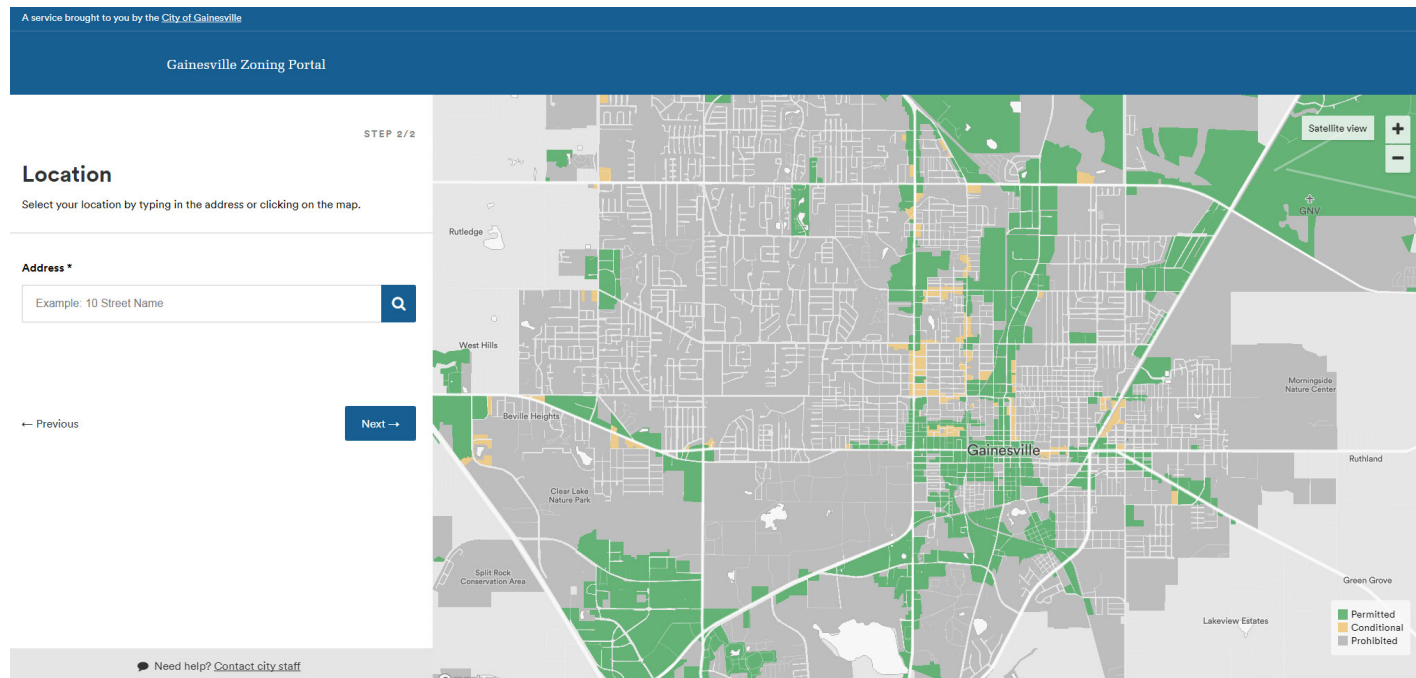 A service brought to you by the City of Gainesville
Gainesville Zoning Portal
STEP 2/2
Location
Select your location by typing in the address or clicking on the map.
Address *
Example: 10 Street Name
← Previous
Next →
Need help? Contact city staff
Satellite view
+
−
GNV
Rutledge
West Hills
Morningside
Nature Center
Beville Heights
Gainesville
Ruthland
Clear Lake
Nature Park
Split Rock
Conservation Area
Green Grove
Lakeview Estates
Permitted
Conditional
Prohibited